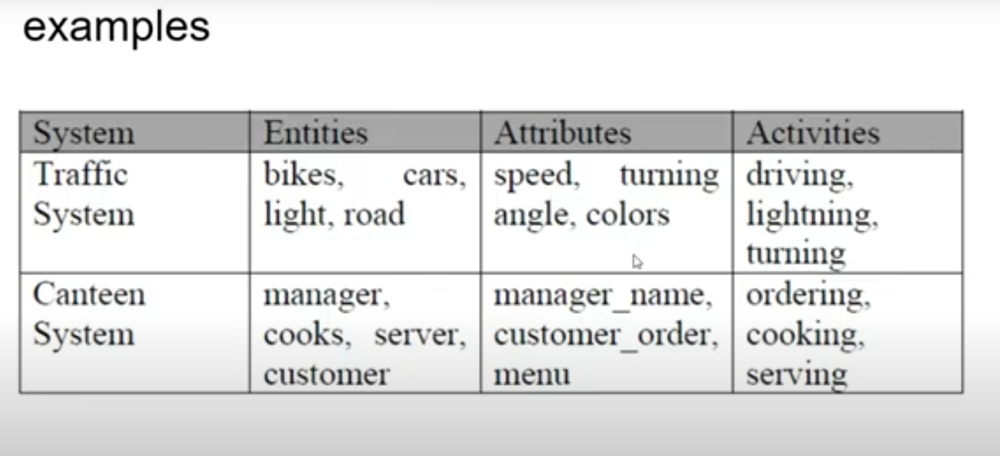 examples
System Entities Attributes Activities
Traffic System
bikes, cars,
light, road
speed, turning
angle, colors
driving,
lightning,
turning
Canteen System
manager,
cooks, server,
customer
manager_name,
customer_order,
menu
ordering,
cooking,
serving